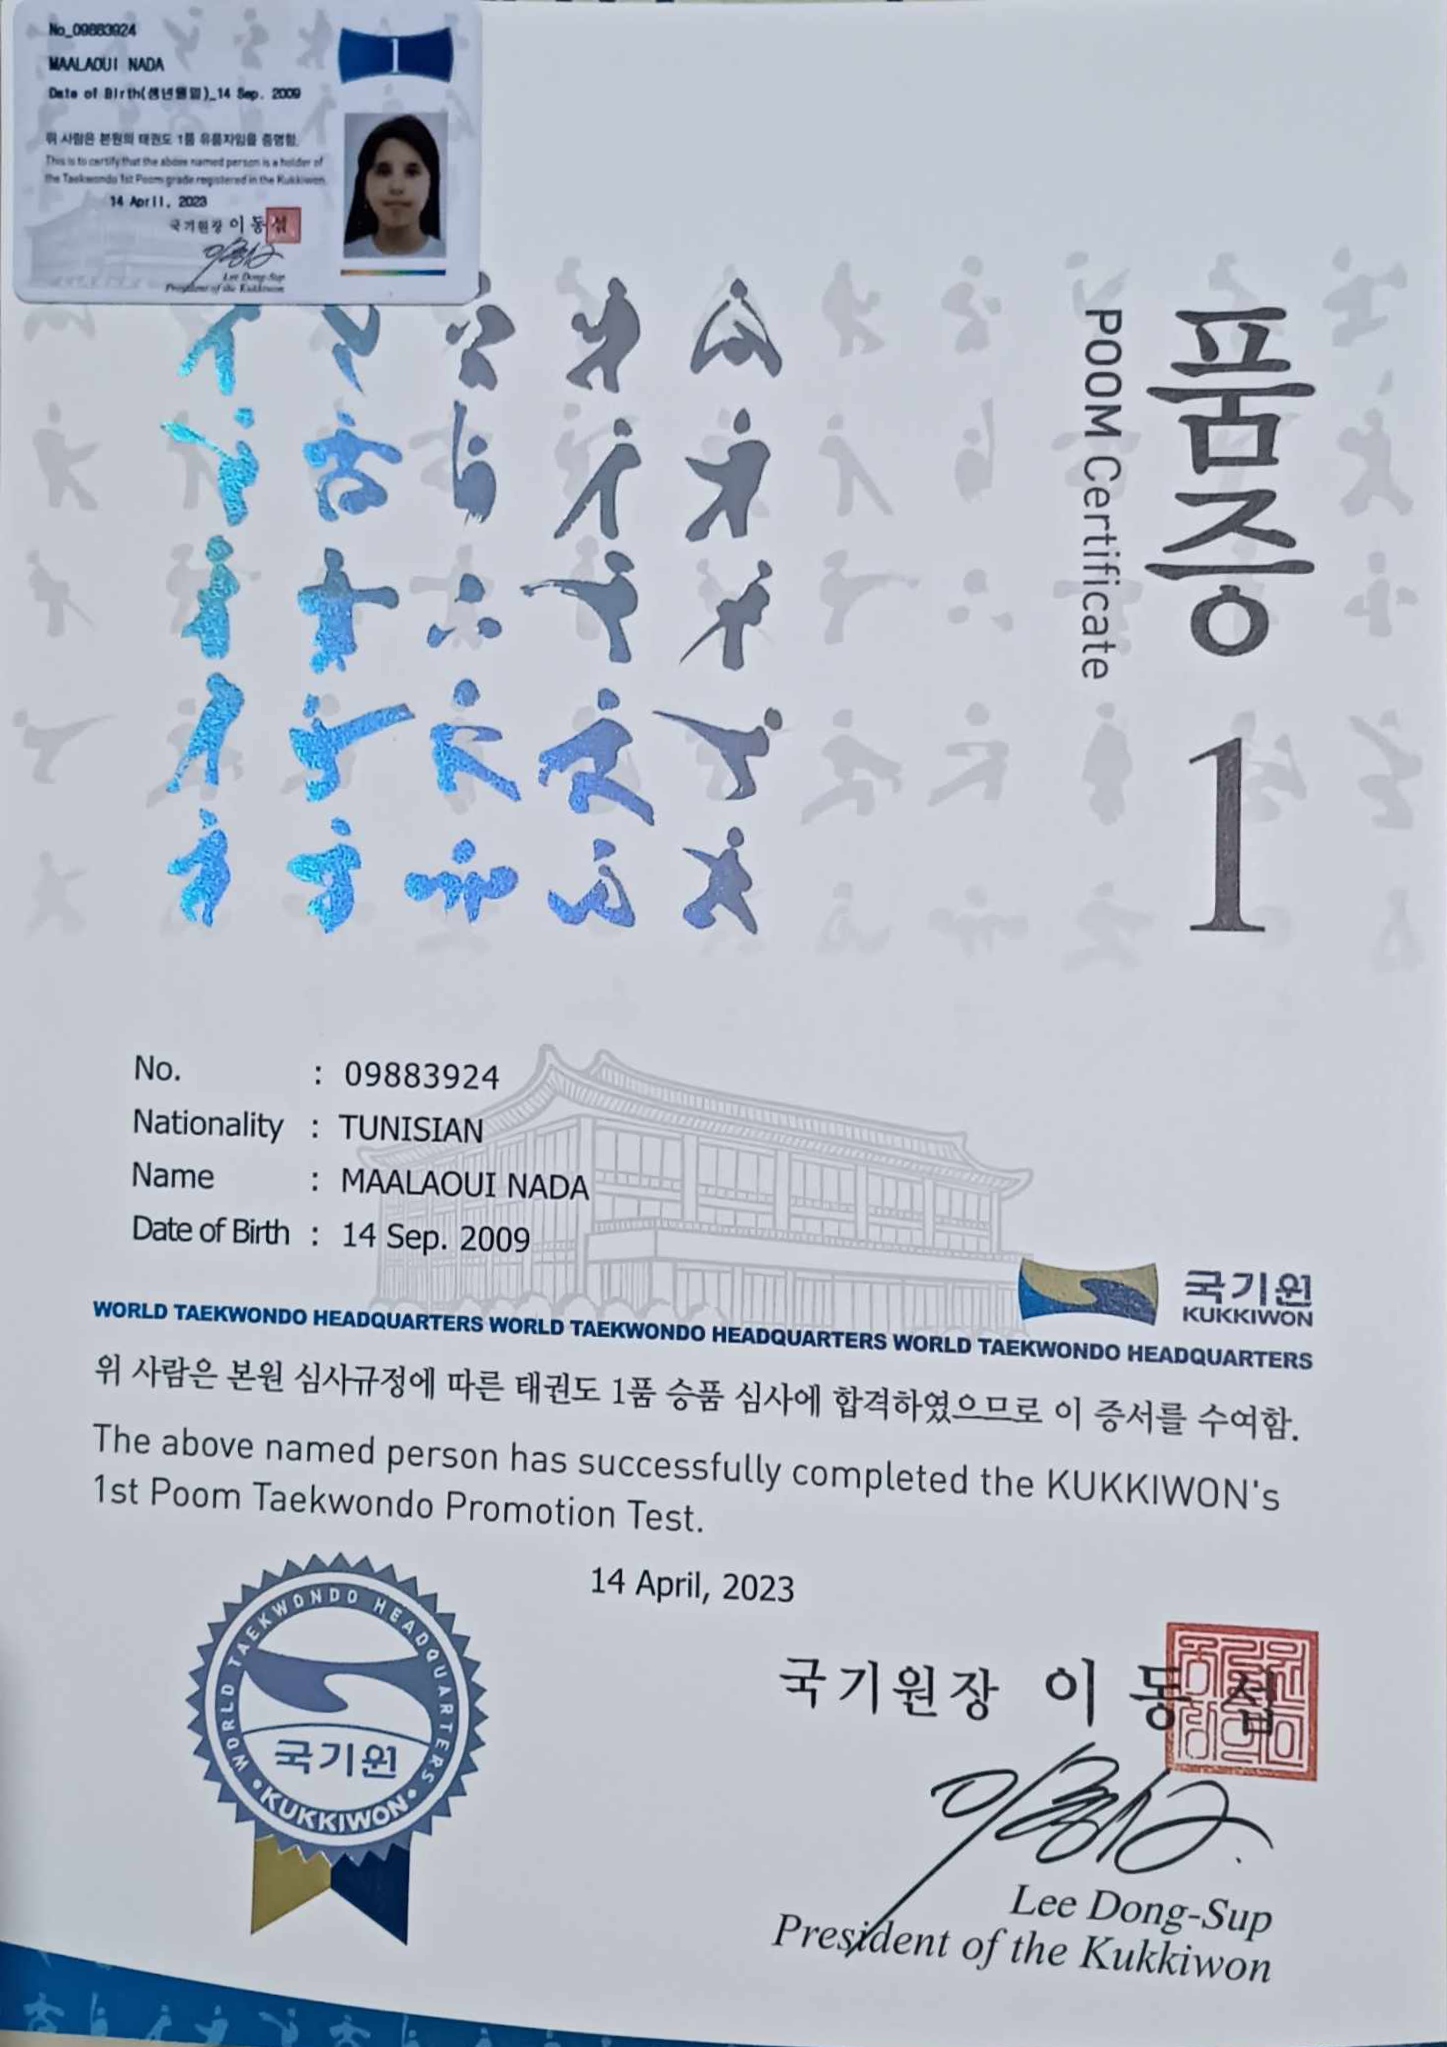 No_09883924
MAALAOUI NADA
Date of Birth(생년월일)_14 Sep. 2009
1
위 사람은 본원의 태권도 1품 유품자임을 증명함.
This is to certify that the above named person is a holder of
the Taekwondo 1st Poom grade registered in the Kukkiwon.
14 April, 2023
국기원장 이 동 섭
Lee Dong-Sup
President of the Kukkiwon
품증 1
POOM Certificate
No. : 09883924
Nationality : TUNISIAN
Name : MAALAOUI NADA
Date of Birth : 14 Sep. 2009
국기원
KUKKIWON
WORLD TAEKWONDO HEADQUARTERS WORLD TAEKWONDO HEADQUARTERS WORLD TAEKWONDO HEADQUARTERS
위 사람은 본원 심사규정에 따른 태권도 1품 승품 심사에 합격하였으므로 이 증서를 수여함.
The above named person has successfully completed the KUKKIWON's
1st Poom Taekwondo Promotion Test.
14 April, 2023
WORLD TAEKWONDO HEADQUARTERS
국기원
•KUKKIWON•
국기원장 이 동 섭
Lee Dong-Sup
President of the Kukkiwon